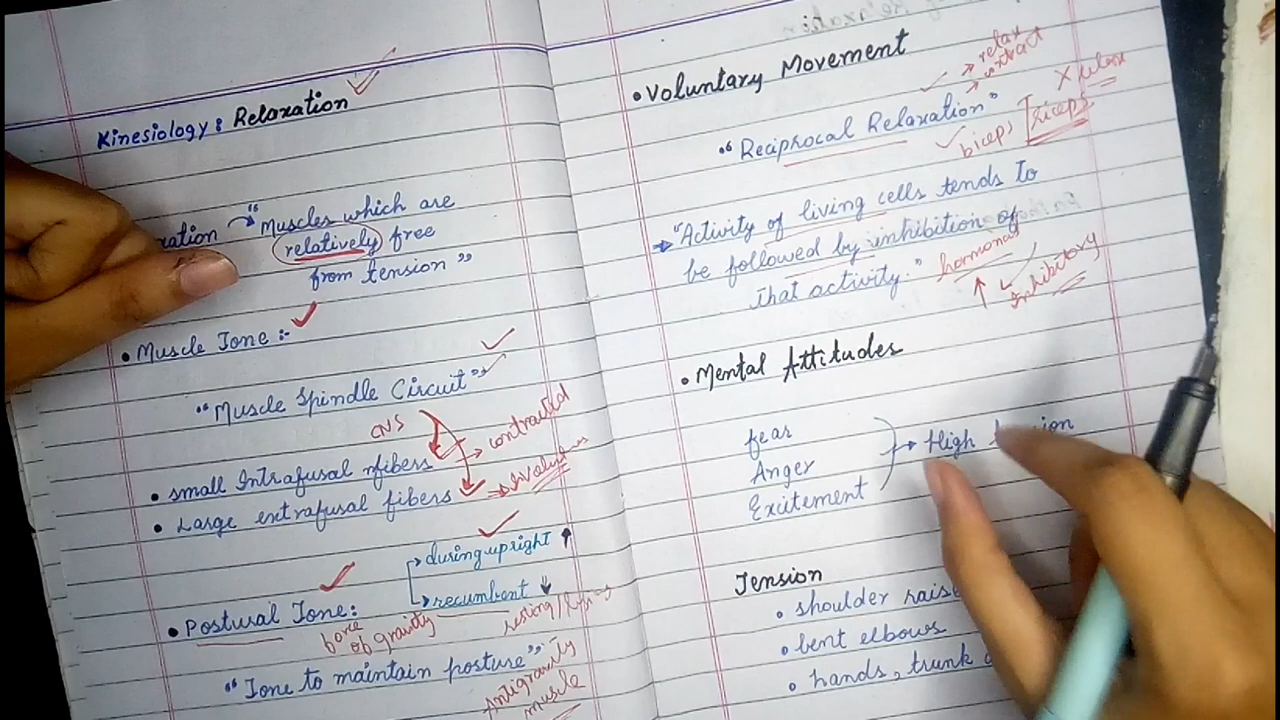 Kinesiology: Relaxation
ration → "Muscles which are
relatively free
from tension"
• Muscle Tone :-
"Muscle Spindle Circuit"
CNS
→ contracted
• small Intrafusal nfibers
• Large extrafusal fibers
→ during upright ↑
→ recumbent ↓
• Postural Tone:
resting/
of gravity
"Tone to maintain posture"
Antigravity
muscle
• Voluntary Movement
→ relax
→ contract
X relax
"Reciprocal Relaxation"
biceps Triceps
→ "Activity of living cells tends to
be followed by inhibition of
that activity."
hormonal
↑
Inhibitory
• Mental Attitudes
fear
Anger
Excitement
→ High
Tension
• shoulder raise
• bent elbows
• hands, trunk